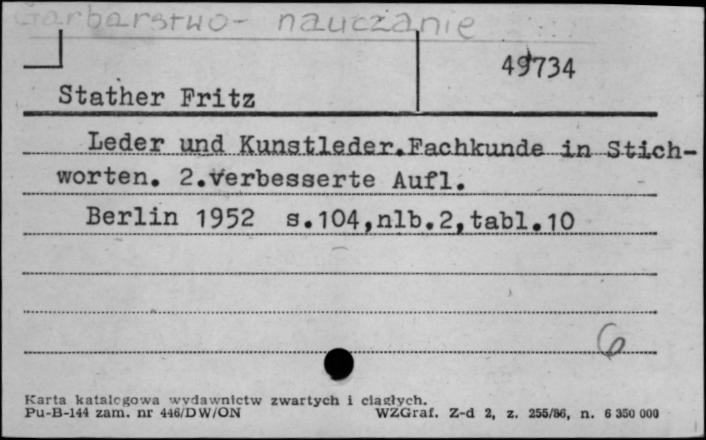 Garbarstwo- nauczanie
49734
Stather Fritz
Leder und Kunstleder.Fachkunde in Stich-
worten. 2.verbesserte Aufl.
Berlin 1952 s.104,nlb.2,tabl.10
6
Karta katalogowa wydawnictw zwartych i ciągłych.
Pu-B-144 zam. nr 446/DW/ON WZGraf. Z-d 2, z. 255/86, n. 6 350 000